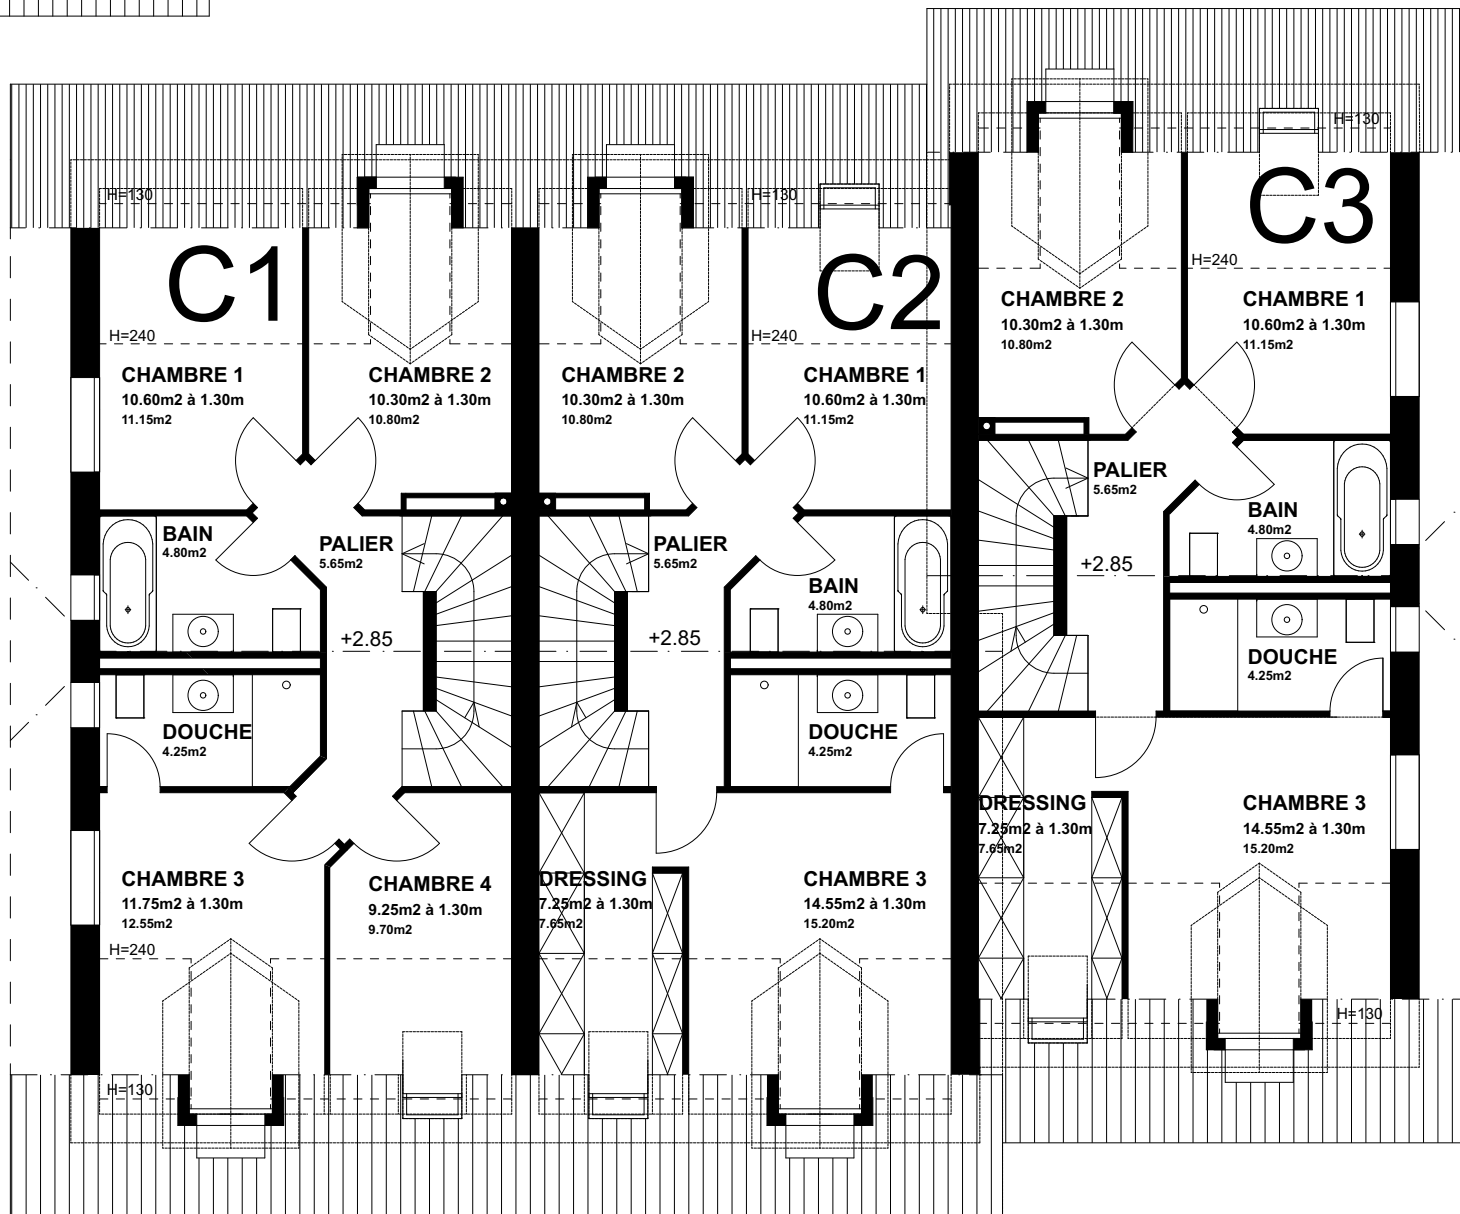 C1
H=130
H=240
CHAMBRE 1
10.60m2 à 1.30m
11.15m2
CHAMBRE 2
10.30m2 à 1.30m
10.80m2
BAIN
4.80m2
PALIER
5.65m2
+2.85
DOUCHE
4.25m2
CHAMBRE 3
11.75m2 à 1.30m
12.55m2
H=240
H=130
CHAMBRE 4
9.25m2 à 1.30m
9.70m2
C2
H=130
H=240
CHAMBRE 2
10.30m2 à 1.30m
10.80m2
CHAMBRE 1
10.60m2 à 1.30m
11.15m2
PALIER
5.65m2
BAIN
4.80m2
+2.85
DOUCHE
4.25m2
DRESSING
7.25m2 à 1.30m
7.65m2
CHAMBRE 3
14.55m2 à 1.30m
15.20m2
C3
H=130
H=240
CHAMBRE 2
10.30m2 à 1.30m
10.80m2
CHAMBRE 1
10.60m2 à 1.30m
11.15m2
PALIER
5.65m2
BAIN
4.80m2
+2.85
DOUCHE
4.25m2
DRESSING
7.25m2 à 1.30m
7.65m2
CHAMBRE 3
14.55m2 à 1.30m
15.20m2
H=130